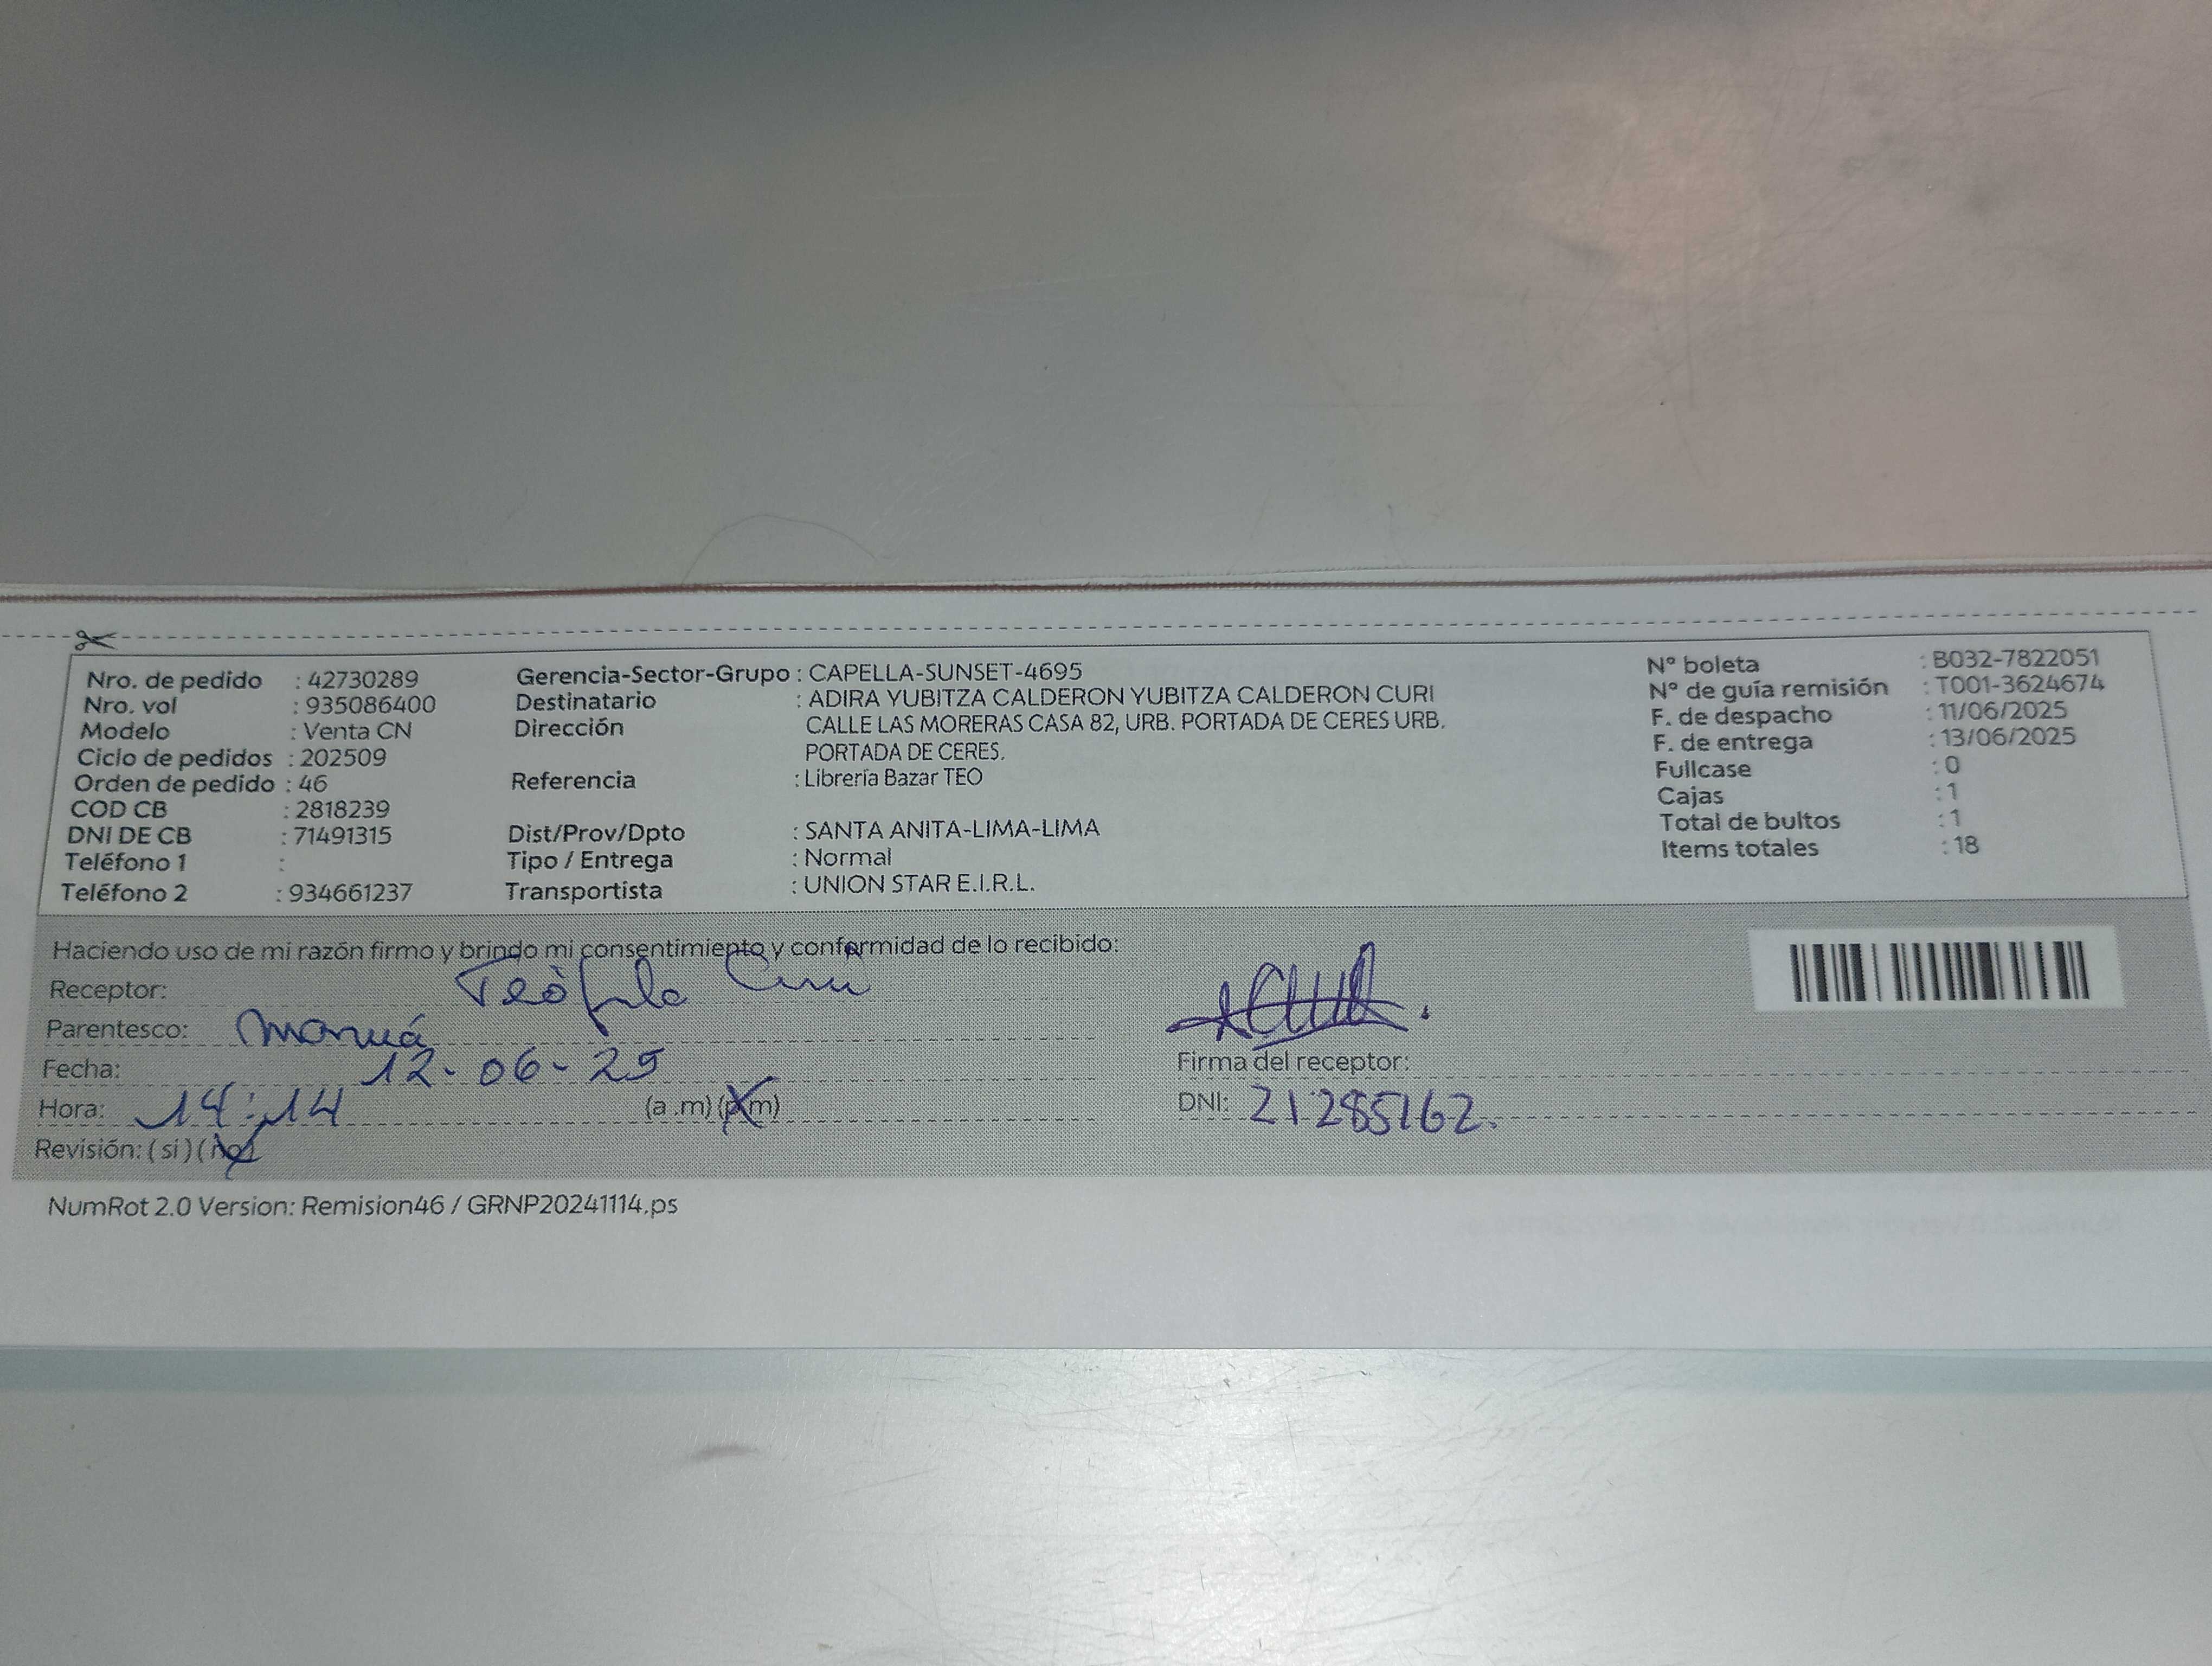 Nro. de pedido : 42730289
Nro. vol : 935086400
Modelo : Venta CN
Ciclo de pedidos : 202509
Orden de pedido : 46
COD CB : 2818239
DNI DE CB : 71491315
Teléfono 1 :
Teléfono 2 : 934661237
Gerencia-Sector-Grupo : CAPELLA-SUNSET-4695
Destinatario : ADIRA YUBITZA CALDERON YUBITZA CALDERON CURI
Dirección CALLE LAS MORERAS CASA 82, URB. PORTADA DE CERES URB.
PORTADA DE CERES.
Referencia : Librería Bazar TEO
Dist/Prov/Dpto : SANTA ANITA-LIMA-LIMA
Tipo / Entrega : Normal
Transportista : UNION STAR E.I.R.L.
N° boleta : B032-7822051
N° de guía remisión : T001-3624674
F. de despacho : 11/06/2025
F. de entrega : 13/06/2025
Fullcase : 0
Cajas : 1
Total de bultos : 1
Items totales : 18
Haciendo uso de mi razón firmo y brindo mi consentimiento y conformidad de lo recibido:
Receptor: Teòfila Curi
Parentesco: Mamá
Fecha: 12-06-25
Hora: 14:14 (a.m) (p.m)
Revisión: (si) (no)
Firma del receptor:
DNI: 21285162.
NumRot 2.0 Version: Remision46 / GRNP20241114.ps